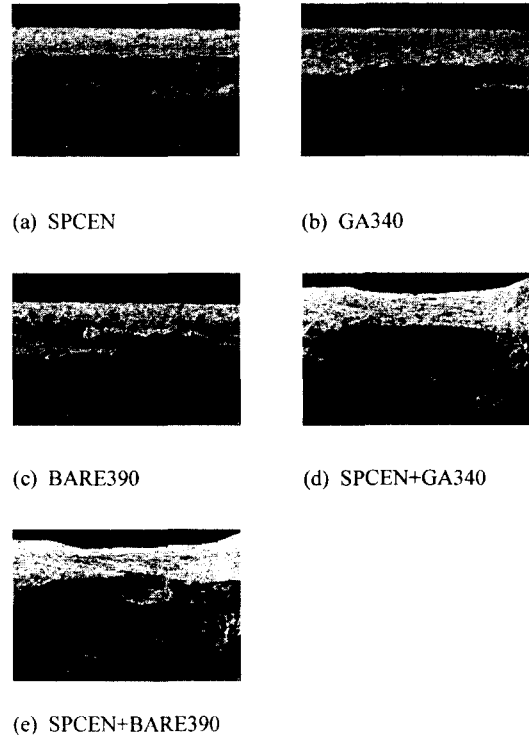 (a) SPCEN
(b) GA340
(c) BARE390
(d) SPCEN+GA340
(e) SPCEN+BARE390